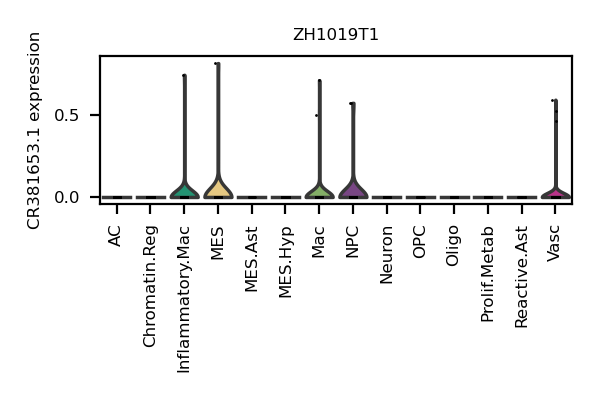 ZH1019T1
CR381653.1 expression
0.5
0.0
AC
Chromatin.Reg
Inflammatory.Mac
MES
MES.Ast
MES.Hyp
Mac
NPC
Neuron
OPC
Oligo
Prolif.Metab
Reactive.Ast
Vasc